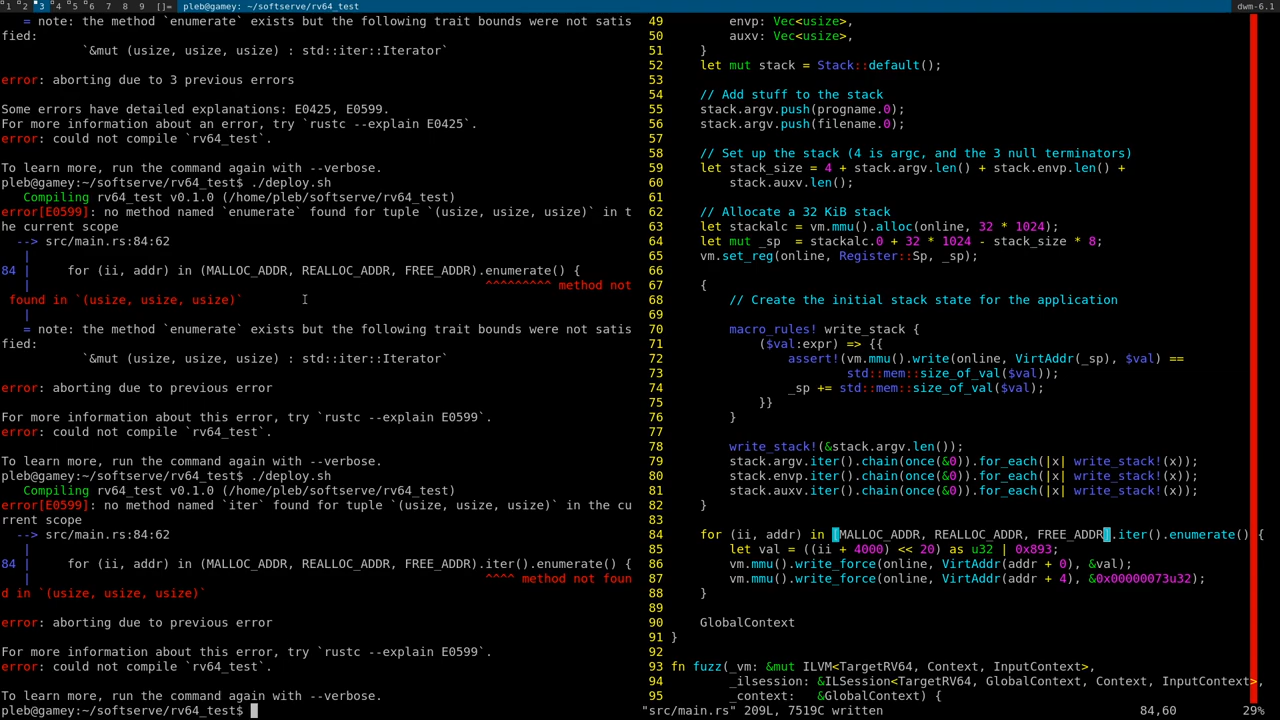 1 2 3 4 5 6 7 8 9 []= pleb@gamey: ~/softserve/rv64_test dwm-6.1
= note: the method `enumerate` exists but the following trait bounds were not satis
fied:
`&mut (usize, usize, usize) : std::iter::Iterator`
error: aborting due to 3 previous errors
Some errors have detailed explanations: E0425, E0599.
For more information about an error, try `rustc --explain E0425`.
error: could not compile `rv64_test`.
To learn more, run the command again with --verbose.
pleb@gamey:~/softserve/rv64_test$ ./deploy.sh
Compiling rv64_test v0.1.0 (/home/pleb/softserve/rv64_test)
error[E0599]: no method named `enumerate` found for tuple `(usize, usize, usize)` in t
he current scope
--> src/main.rs:84:62
|
84 |     for (ii, addr) in (MALLOC_ADDR, REALLOC_ADDR, FREE_ADDR).enumerate() {
| ^^^^^^^^^ method not
found in `(usize, usize, usize)`
|
= note: the method `enumerate` exists but the following trait bounds were not satis
fied:
`&mut (usize, usize, usize) : std::iter::Iterator`
error: aborting due to previous error
For more information about this error, try `rustc --explain E0599`.
error: could not compile `rv64_test`.
To learn more, run the command again with --verbose.
pleb@gamey:~/softserve/rv64_test$ ./deploy.sh
Compiling rv64_test v0.1.0 (/home/pleb/softserve/rv64_test)
error[E0599]: no method named `iter` found for tuple `(usize, usize, usize)` in the cu
rrent scope
--> src/main.rs:84:62
|
84 |     for (ii, addr) in (MALLOC_ADDR, REALLOC_ADDR, FREE_ADDR).iter().enumerate() {
| ^^^^ method not foun
d in `(usize, usize, usize)`
error: aborting due to previous error
For more information about this error, try `rustc --explain E0599`.
error: could not compile `rv64_test`.
To learn more, run the command again with --verbose.
pleb@gamey:~/softserve/rv64_test$
49         envp: Vec<usize>,
50         auxv: Vec<usize>,
51     }
52     let mut stack = Stack::default();
53
54     // Add stuff to the stack
55     stack.argv.push(progname.0);
56     stack.argv.push(filename.0);
57
58     // Set up the stack (4 is argc, and the 3 null terminators)
59     let stack_size = 4 + stack.argv.len() + stack.envp.len() +
60         stack.auxv.len();
61
62     // Allocate a 32 KiB stack
63     let stackalc = vm.mmu().alloc(online, 32 * 1024);
64     let mut _sp  = stackalc.0 + 32 * 1024 - stack_size * 8;
65     vm.set_reg(online, Register::Sp, _sp);
66
67     {
68         // Create the initial stack state for the application
69
70         macro_rules! write_stack {
71             ($val:expr) => {{
72                 assert!(vm.mmu().write(online, VirtAddr(_sp), $val) ==
73                         std::mem::size_of_val($val));
74                 _sp += std::mem::size_of_val($val);
75             }}
76         }
77
78         write_stack!(&stack.argv.len());
79         stack.argv.iter().chain(once(&0)).for_each(|x| write_stack!(x));
80         stack.envp.iter().chain(once(&0)).for_each(|x| write_stack!(x));
81         stack.auxv.iter().chain(once(&0)).for_each(|x| write_stack!(x));
82     }
83
84     for (ii, addr) in [MALLOC_ADDR, REALLOC_ADDR, FREE_ADDR].iter().enumerate() {
85         let val = ((ii + 4000) << 20) as u32 | 0x893;
86         vm.mmu().write_force(online, VirtAddr(addr + 0), &val);
87         vm.mmu().write_force(online, VirtAddr(addr + 4), &0x00000073u32);
88     }
89
90     GlobalContext
91 }
92
93 fn fuzz(_vm: &mut ILVM<TargetRV64, Context, InputContext>,
94         _ilsession: &ILSession<TargetRV64, GlobalContext, Context, InputContext>,
95         _context:   &GlobalContext) {
"src/main.rs" 209L, 7519C written 84,60 29%